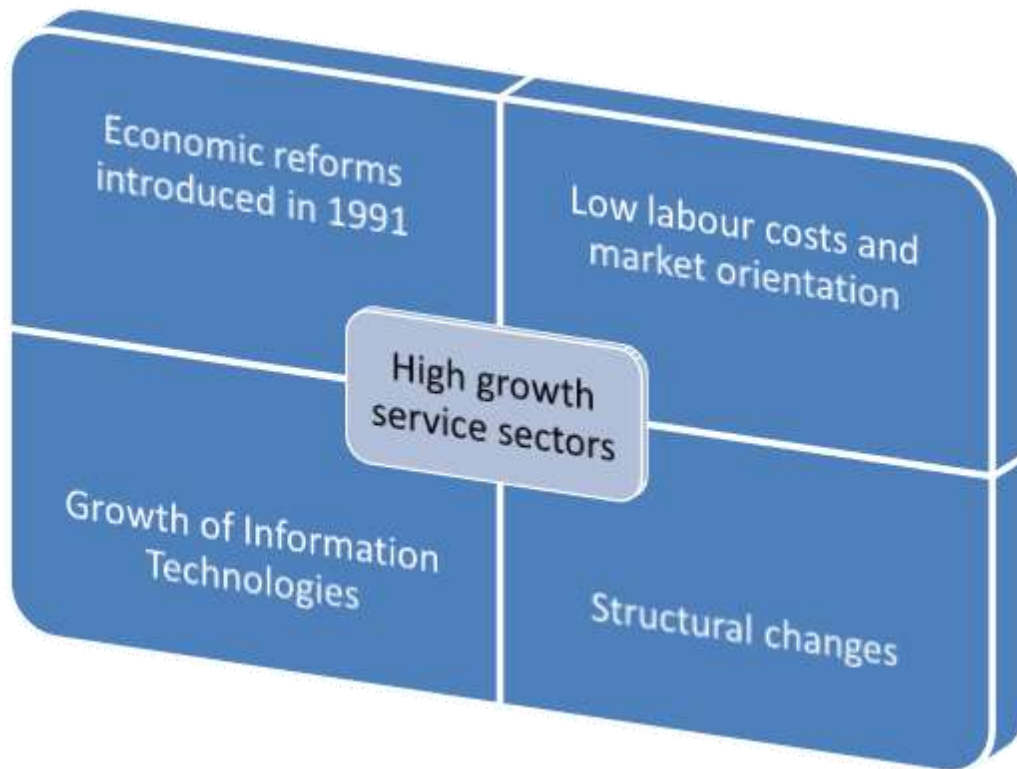 Economic reforms
introduced in 1991
Low labour costs and
market orientation
High growth
service sectors
Growth of Information
Technologies
Structural changes